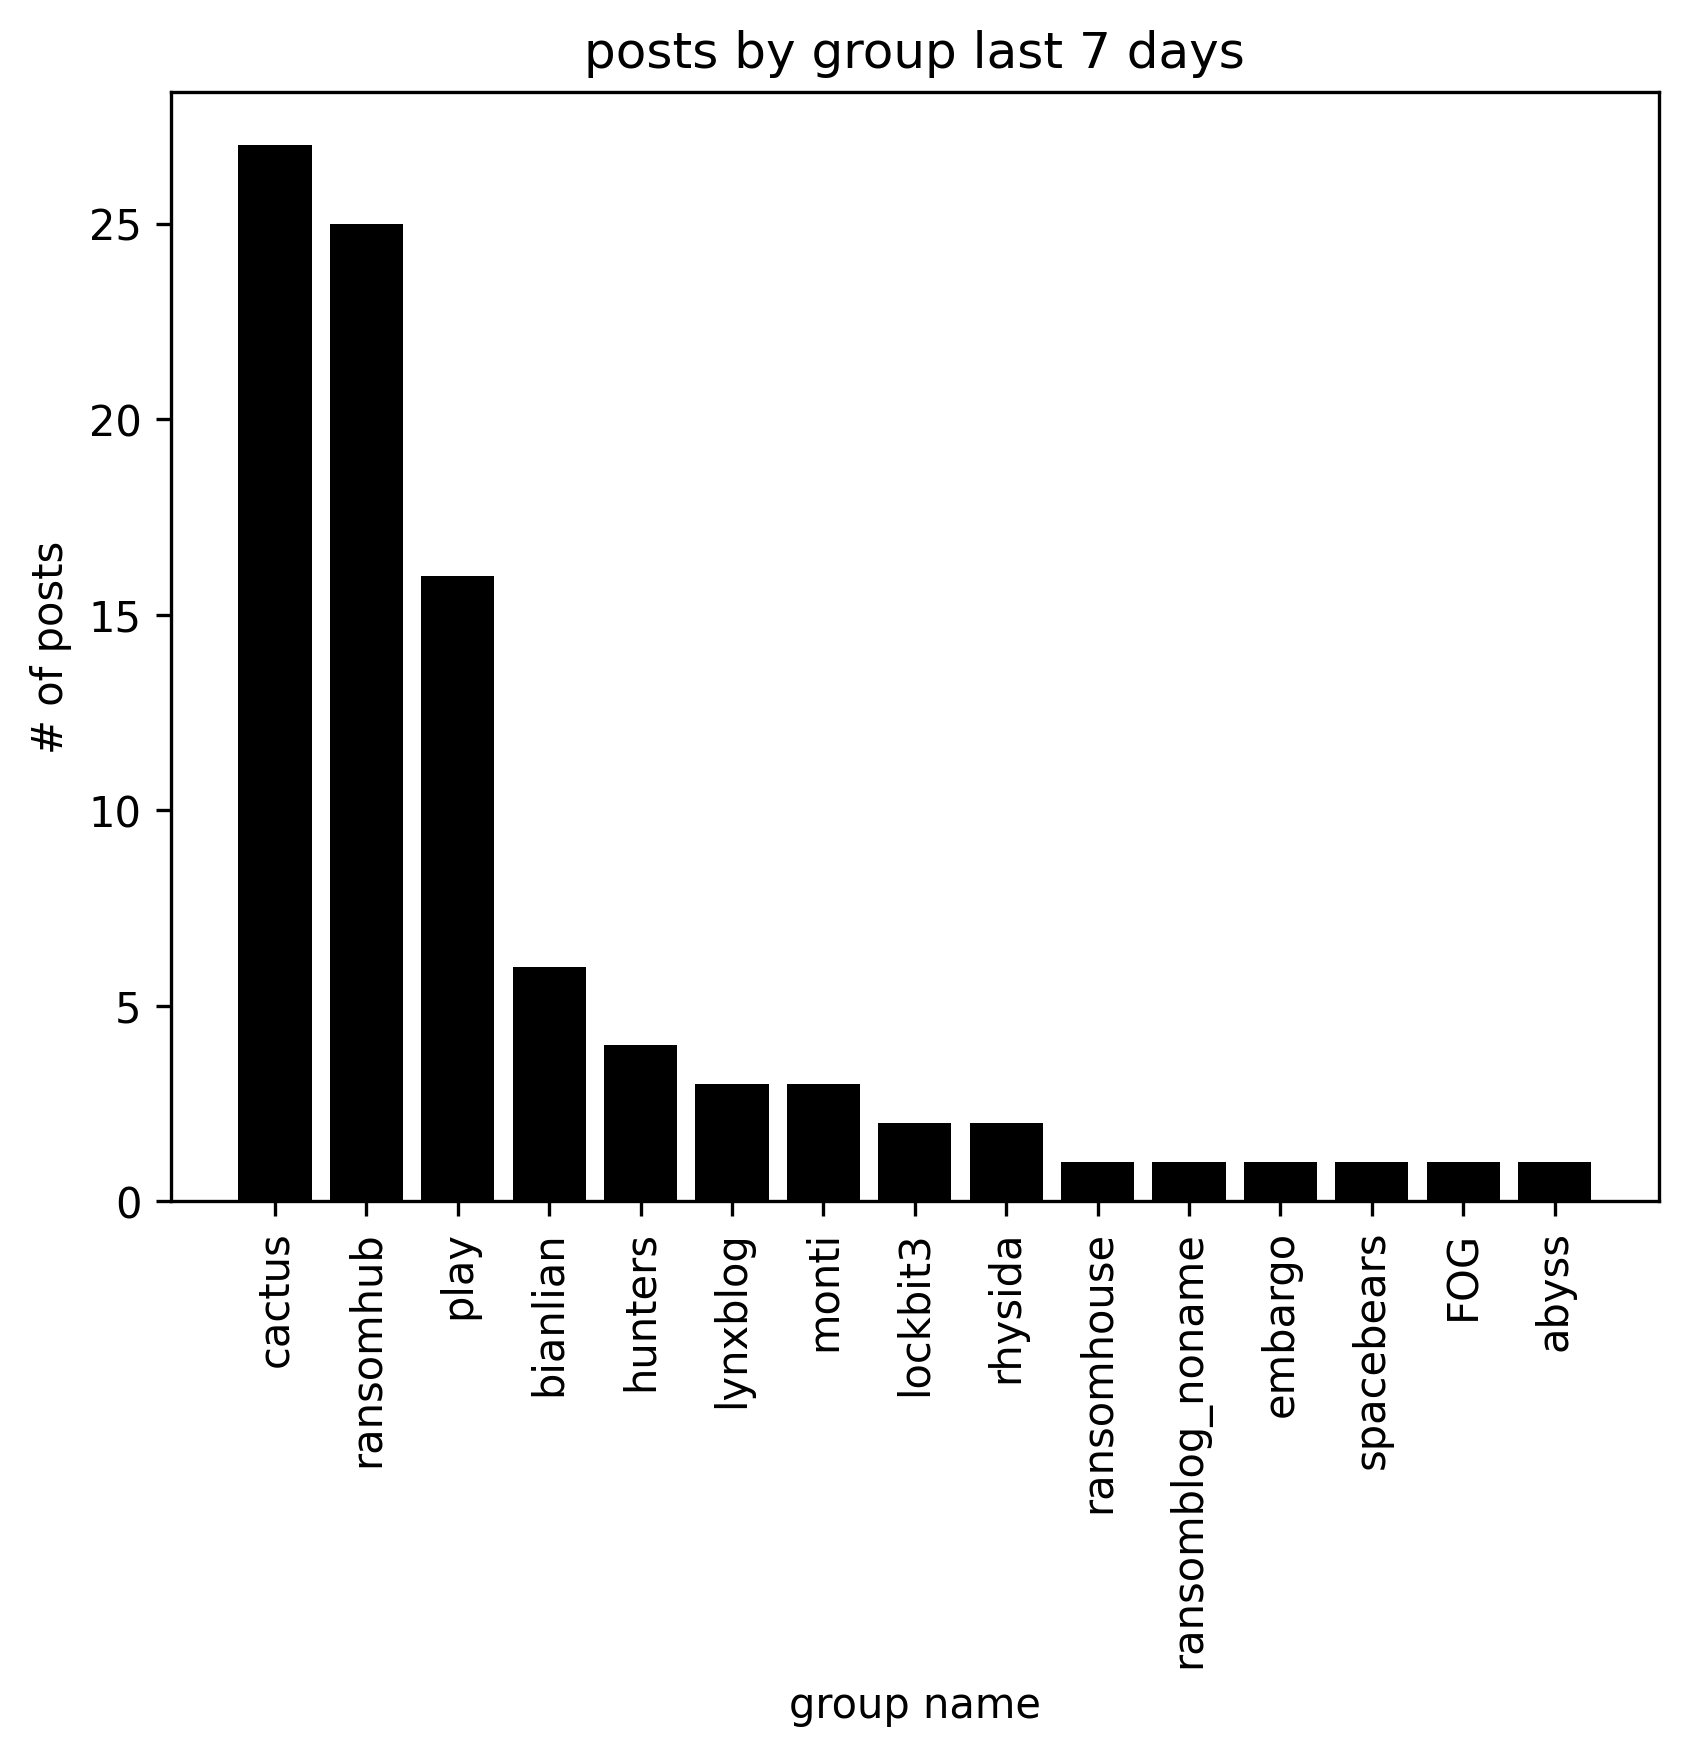 posts by group last 7 days
# of posts
25
20
15
10
5
0
cactus
ransomhub
play
bianlian
hunters
lynxblog
monti
lockbit3
rhysida
ransomhouse
ransomblog_noname
embargo
spacebears
FOG
abyss
group name